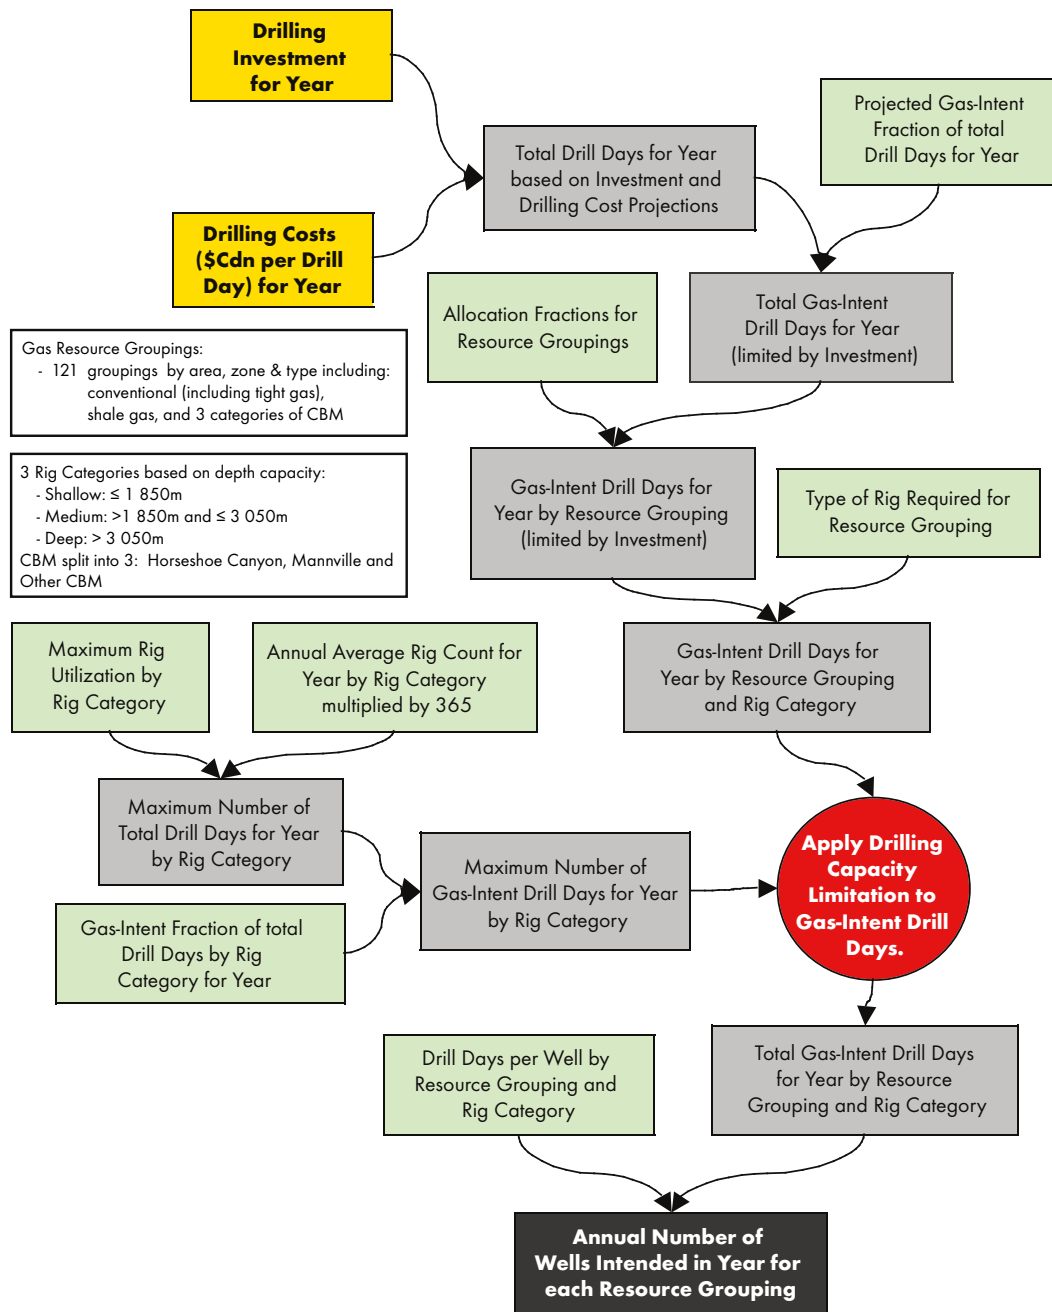 Drilling
Investment
for Year
Projected Gas-Intent
Fraction of total
Drill Days for Year
Total Drill Days for Year
based on Investment and
Drilling Cost Projections
Drilling Costs
($Cdn per Drill
Day) for Year
Allocation Fractions for
Resource Groupings
Total Gas-Intent
Drill Days for Year
(limited by Investment)
Gas Resource Groupings:
- 121 groupings by area, zone & type including:
conventional (including tight gas),
shale gas, and 3 categories of CBM
3 Rig Categories based on depth capacity:
- Shallow: ≤ 1 850m
- Medium: >1 850m and ≤ 3 050m
- Deep: > 3 050m
CBM split into 3: Horseshoe Canyon, Mannville and
Other CBM
Gas-Intent Drill Days for
Year by Resource Grouping
(limited by Investment)
Type of Rig Required for
Resource Grouping
Maximum Rig
Utilization by
Rig Category
Annual Average Rig Count for
Year by Rig Category
multiplied by 365
Gas-Intent Drill Days for
Year by Resource Grouping
and Rig Category
Maximum Number of
Total Drill Days for Year
by Rig Category
Maximum Number of
Gas-Intent Drill Days for Year
by Rig Category
Apply Drilling
Capacity
Limitation to
Gas-Intent Drill
Days.
Gas-Intent Fraction of total
Drill Days by Rig
Category for Year
Drill Days per Well by
Resource Grouping and
Rig Category
Total Gas-Intent Drill Days
for Year by Resource
Grouping and Rig Category
Annual Number of
Wells Intended in Year for
each Resource Grouping